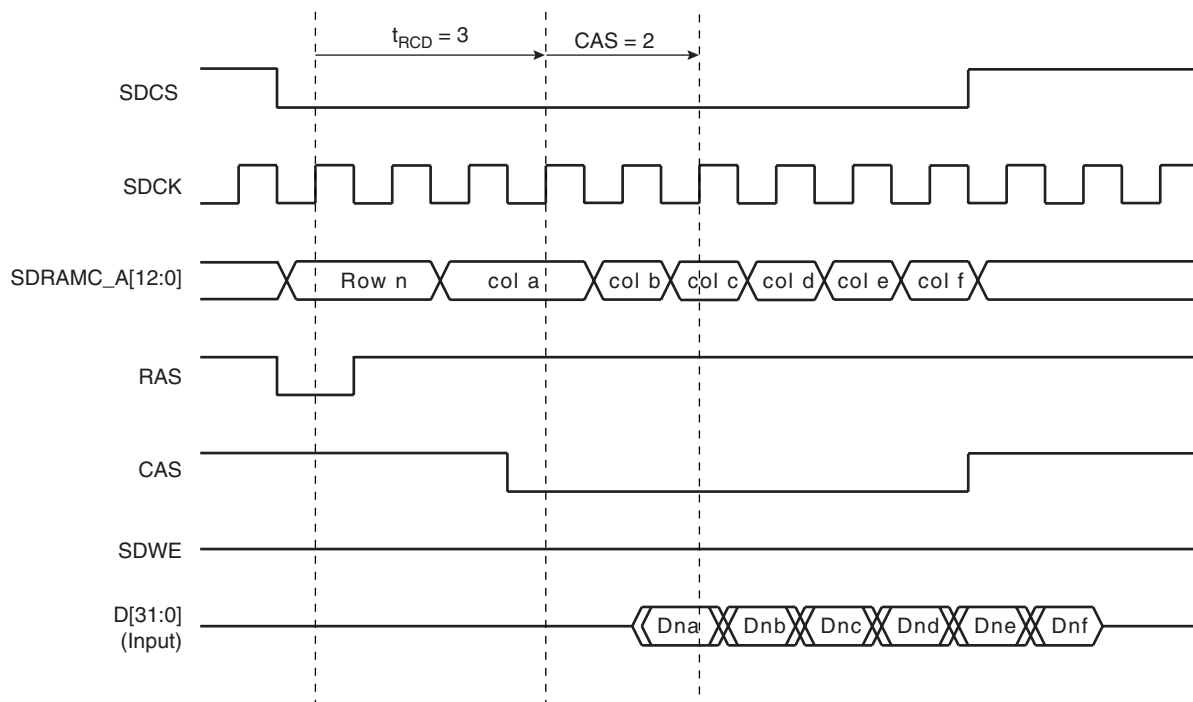 t_RCD = 3
CAS = 2
SDCS
SDCK
SDRAMC_A[12:0]
Row n
col a
col b
col c
col d
col e
col f
RAS
CAS
SDWE
D[31:0]
(Input)
Dna
Dnb
Dnc
Dnd
Dne
Dnf